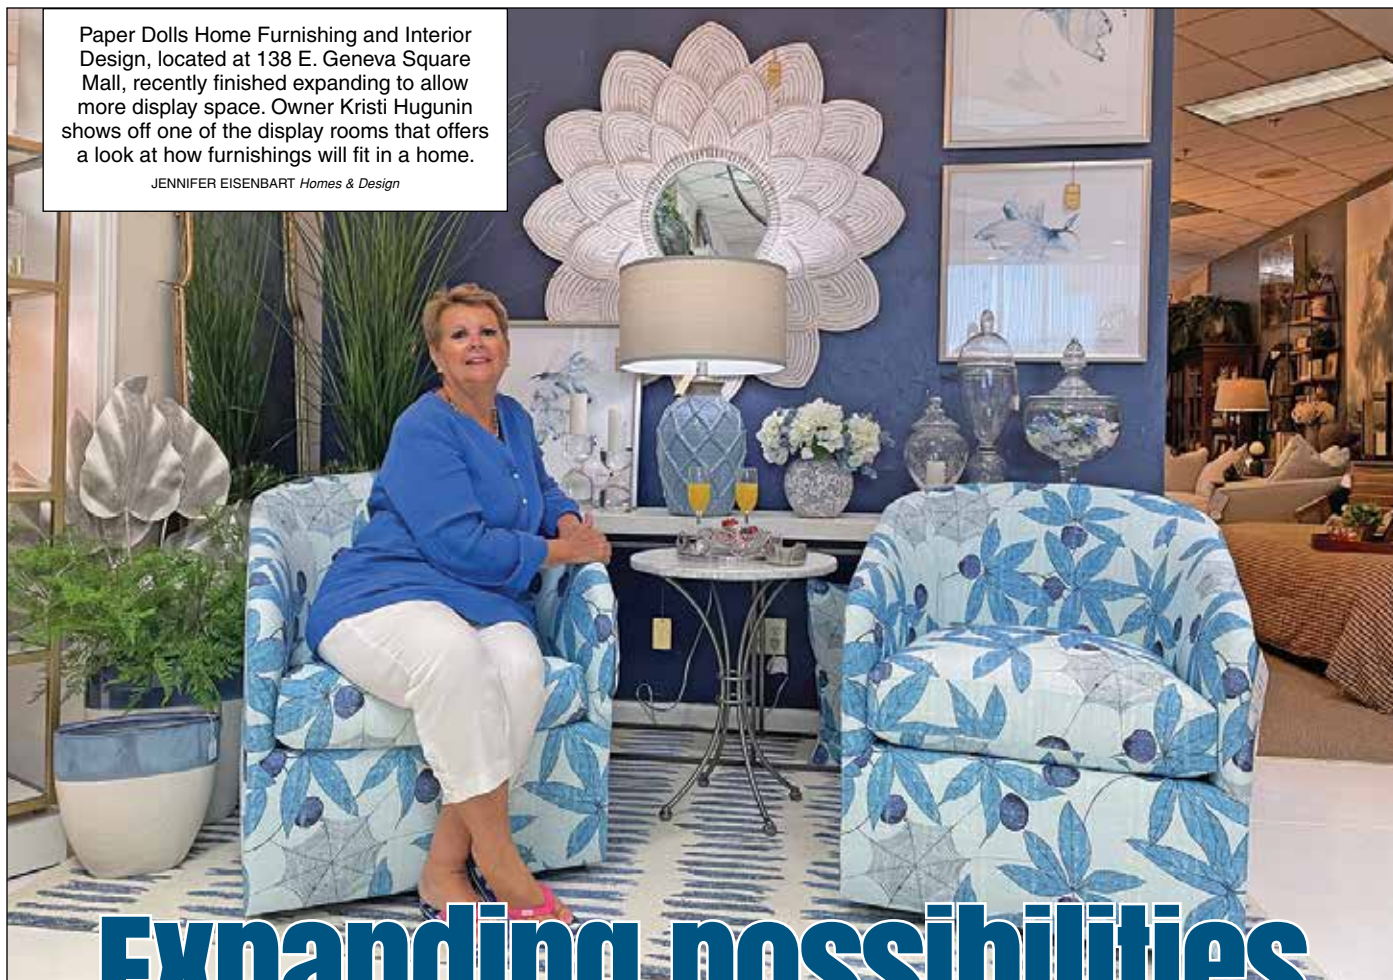 Paper Dolls Home Furnishing and Interior
Design, located at 138 E. Geneva Square
Mall, recently finished expanding to allow
more display space. Owner Kristi Hugunin
shows off one of the display rooms that offers
a look at how furnishings will fit in a home.
JENNIFER EISENBART Homes & Design
Expanding possibilities